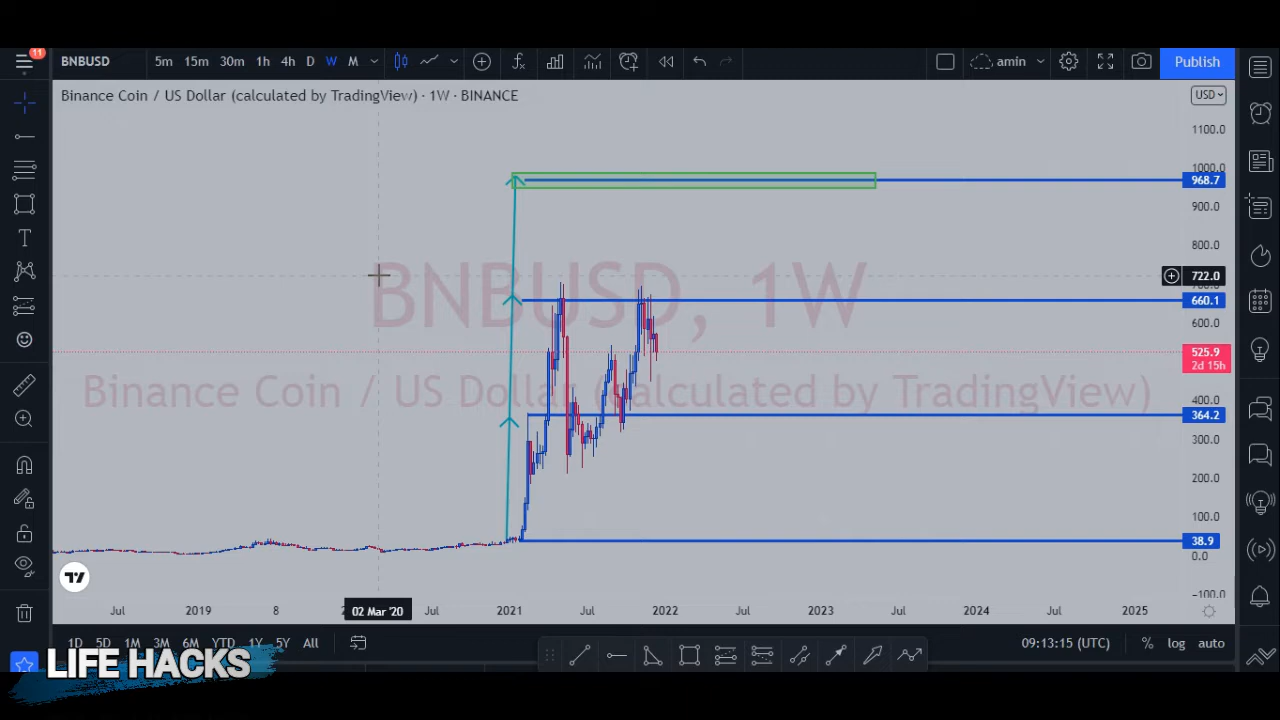 11
BNBUSD 5m 15m 30m 1h 4h D W M amin Publish
Binance Coin / US Dollar (calculated by TradingView) · 1W · BINANCE
USD
1100.0
1000.0
968.7
900.0
800.0
722.0
BNBUSD, 1W
660.1
600.0
525.9
2d 15h
Binance Coin / US Dollar (calculated by TradingView)
400.0
364.2
300.0
200.0
100.0
38.9
0.0
-100.0
Jul 2019 8 02 Mar '20 Jul 2021 Jul 2022 Jul 2023 Jul 2024 Jul 2025
1D 5D 1M 3M 6M YTD 1Y 5Y All 09:13:15 (UTC) % log auto
LIFE HACKS